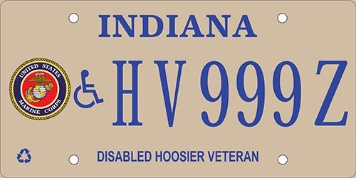 INDIANA
UNITED STATES
MARINE CORPS
HV999Z
DISABLED HOOSIER VETERAN